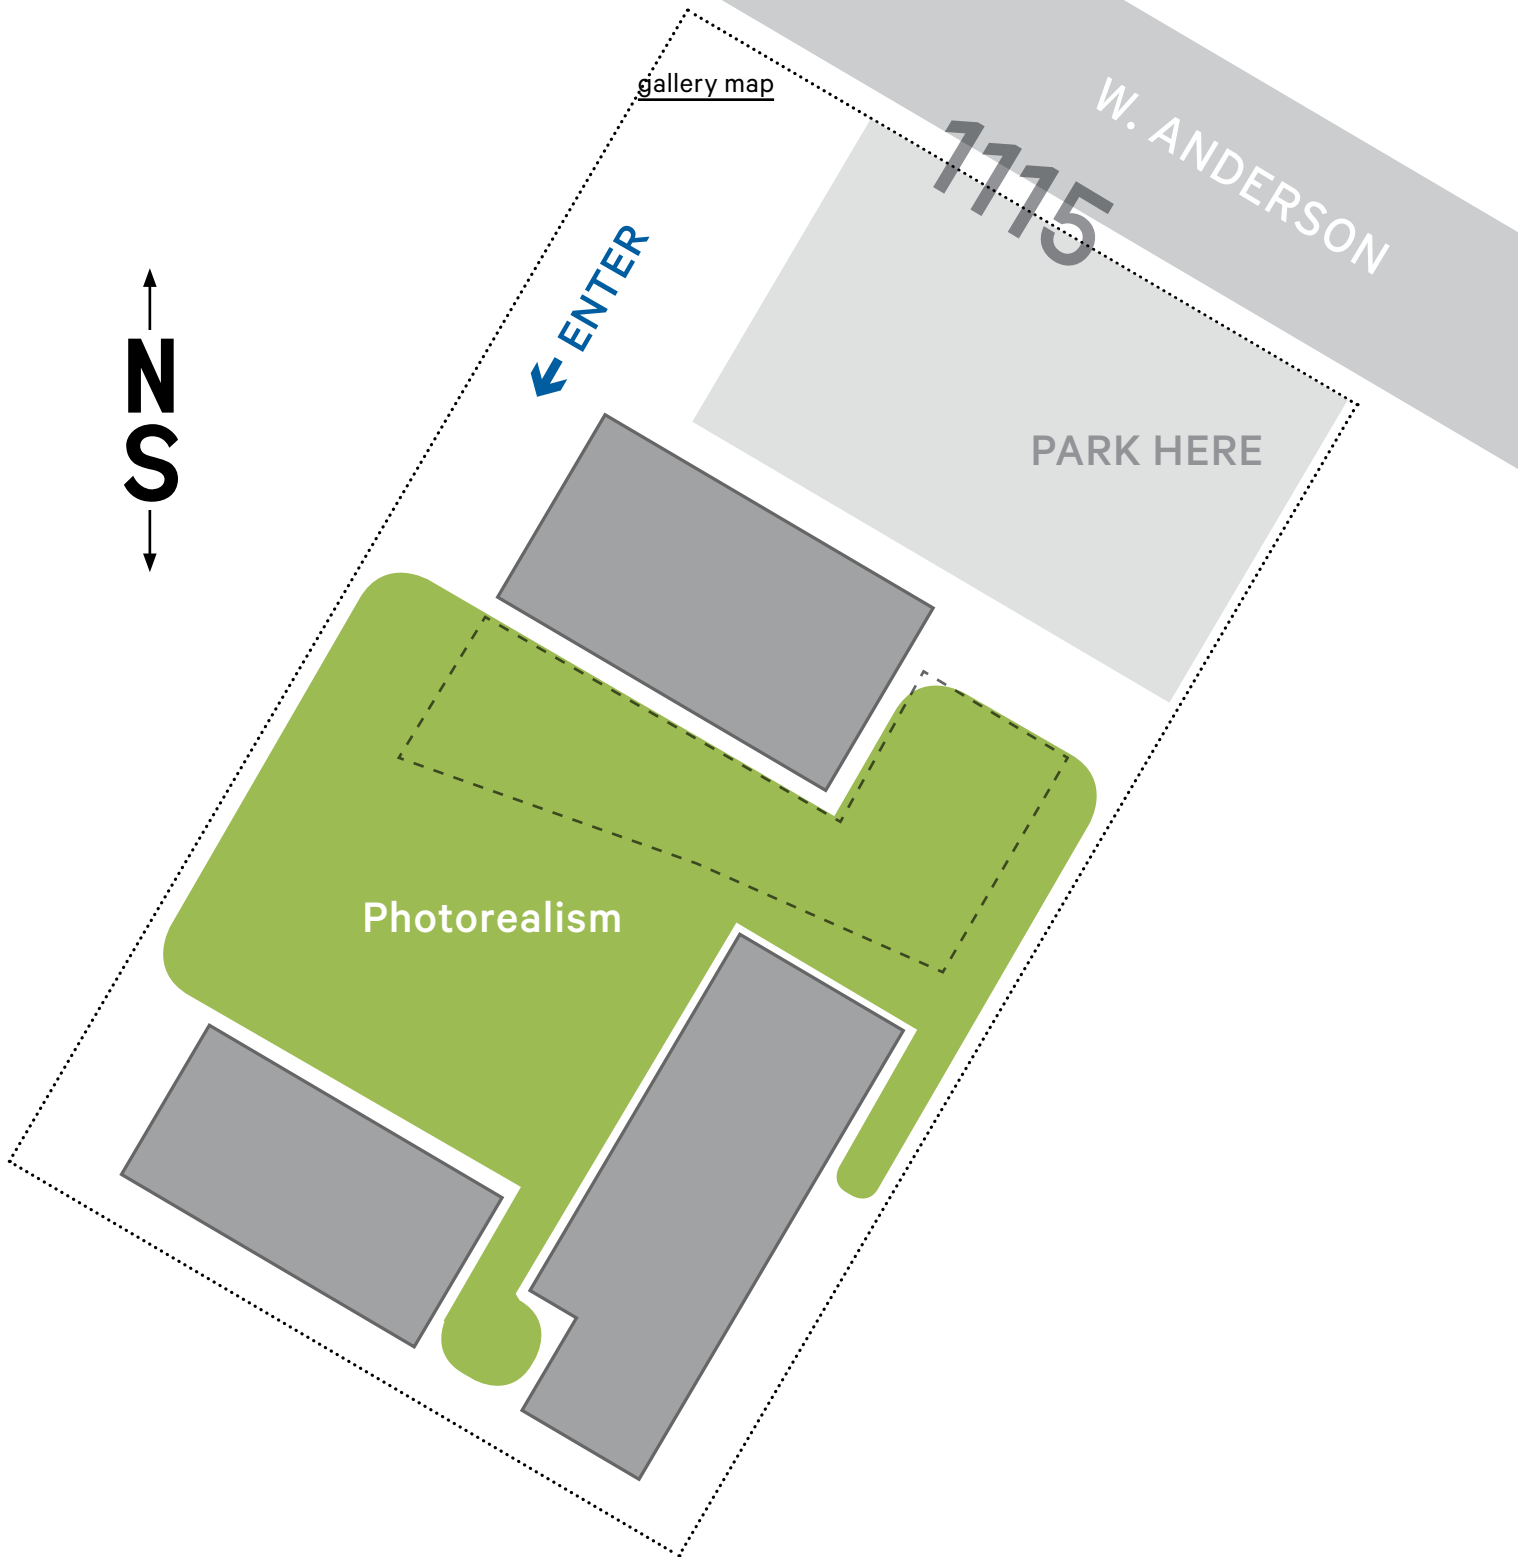 gallery map
W. ANDERSON
1115
ENTER
N
S
PARK HERE
Photorealism